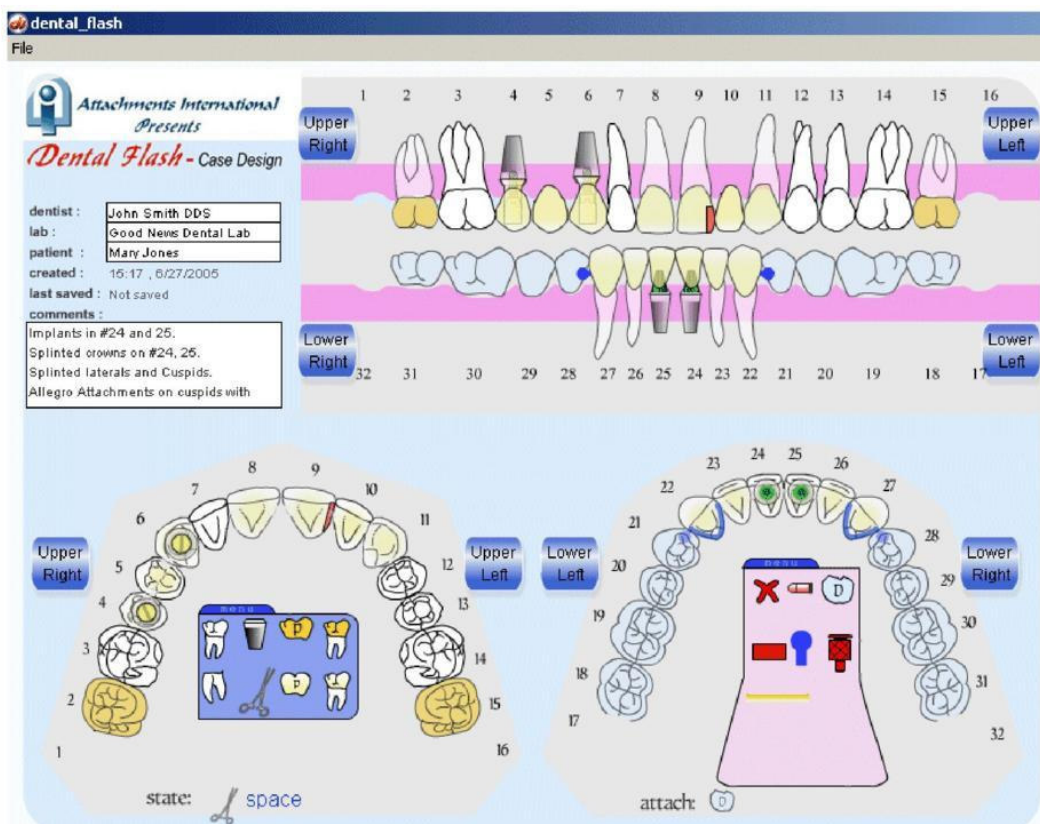 dental_flash
File
Attachments International
Presents
Dental Flash - Case Design
dentist : John Smith DDS
lab : Good News Dental Lab
patient : Mary Jones
created : 15:17 , 6/27/2005
last saved : Not saved
comments :
Implants in #24 and 25.
Splinted crowns on #24, 25.
Splinted laterals and Cuspids.
Allegro Attachments on cuspids with
1 2 3 4 5 6 7 8 9 10 11 12 13 14 15 16
Upper
Right
Upper
Left
Lower
Right
Lower
Left
32 31 30 29 28 27 26 25 24 23 22 21 20 19 18 17
8 9
7 10
6 11
5 12
4 13
3 14
2 15
1 16
Upper
Right
Upper
Left
menu
P
P
state: space
24 25
23 26
22 27
21 28
20 29
19 30
18 31
17 32
Lower
Left
Lower
Right
menu
D
attach: D